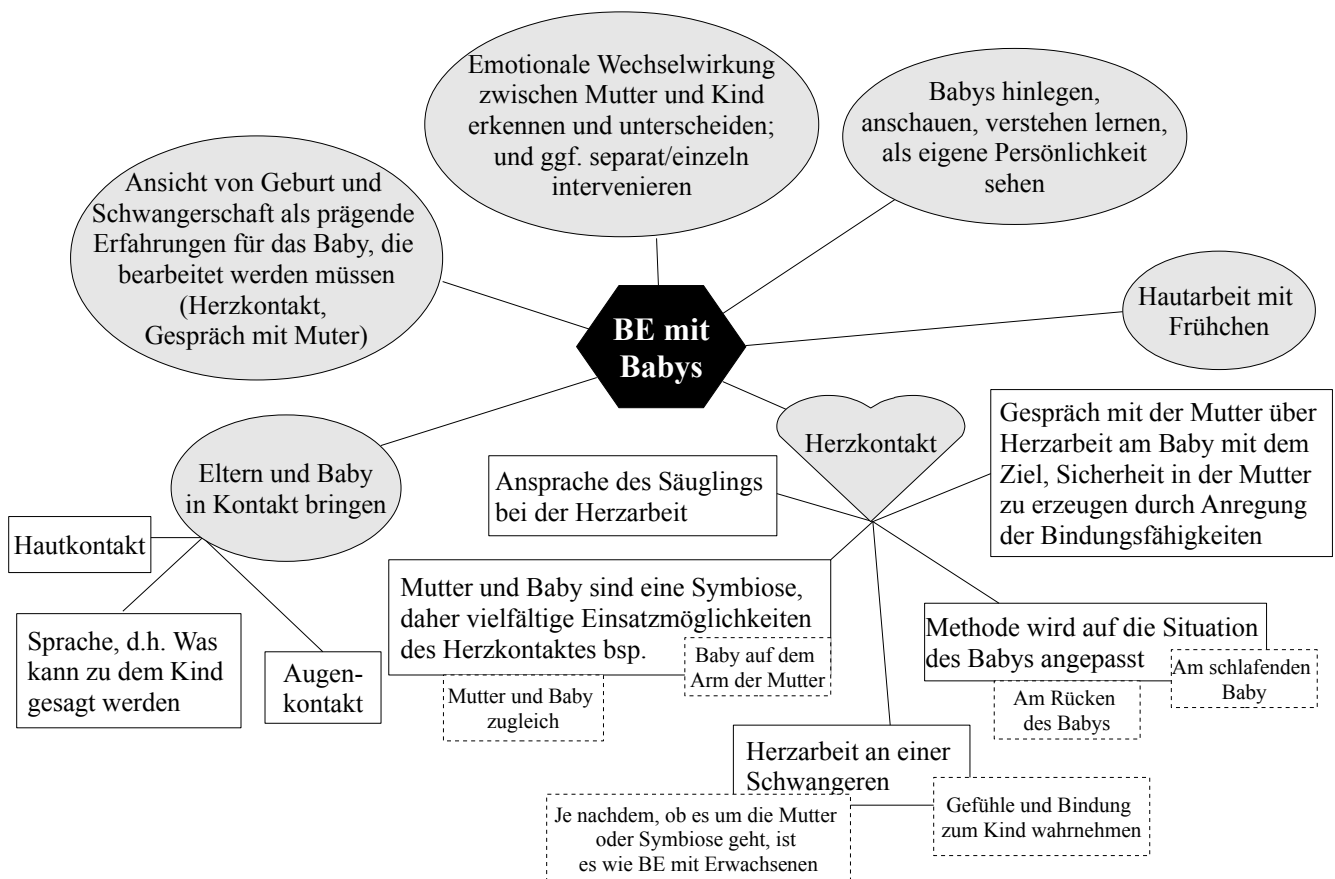 Emotionale Wechselwirkung
zwischen Mutter und Kind
erkennen und unterscheiden;
und ggf. separat/einzeln
intervenieren
Babys hinlegen,
anschauen, verstehen lernen,
als eigene Persönlichkeit
sehen
Ansicht von Geburt und
Schwangerschaft als prägende
Erfahrungen für das Baby, die
bearbeitet werden müssen
(Herzkontakt,
Gespräch mit Muter)
Hautarbeit mit
Frühchen
BE mit
Babys
Eltern und Baby
in Kontakt bringen
Hautkontakt
Sprache, d.h. Was
kann zu dem Kind
gesagt werden
Augen-
kontakt
Herzkontakt
Ansprache des Säuglings
bei der Herzarbeit
Gespräch mit der Mutter über
Herzarbeit am Baby mit dem
Ziel, Sicherheit in der Mutter
zu erzeugen durch Anregung
der Bindungsfähigkeiten
Mutter und Baby sind eine Symbiose,
daher vielfältige Einsatzmöglichkeiten
des Herzkontaktes bsp.
Baby auf dem
Arm der Mutter
Mutter und Baby
zugleich
Methode wird auf die Situation
des Babys angepasst
Am schlafenden
Baby
Am Rücken
des Babys
Herzarbeit an einer
Schwangeren
Je nachdem, ob es um die Mutter
oder Symbiose geht, ist
es wie BE mit Erwachsenen
Gefühle und Bindung
zum Kind wahrnehmen